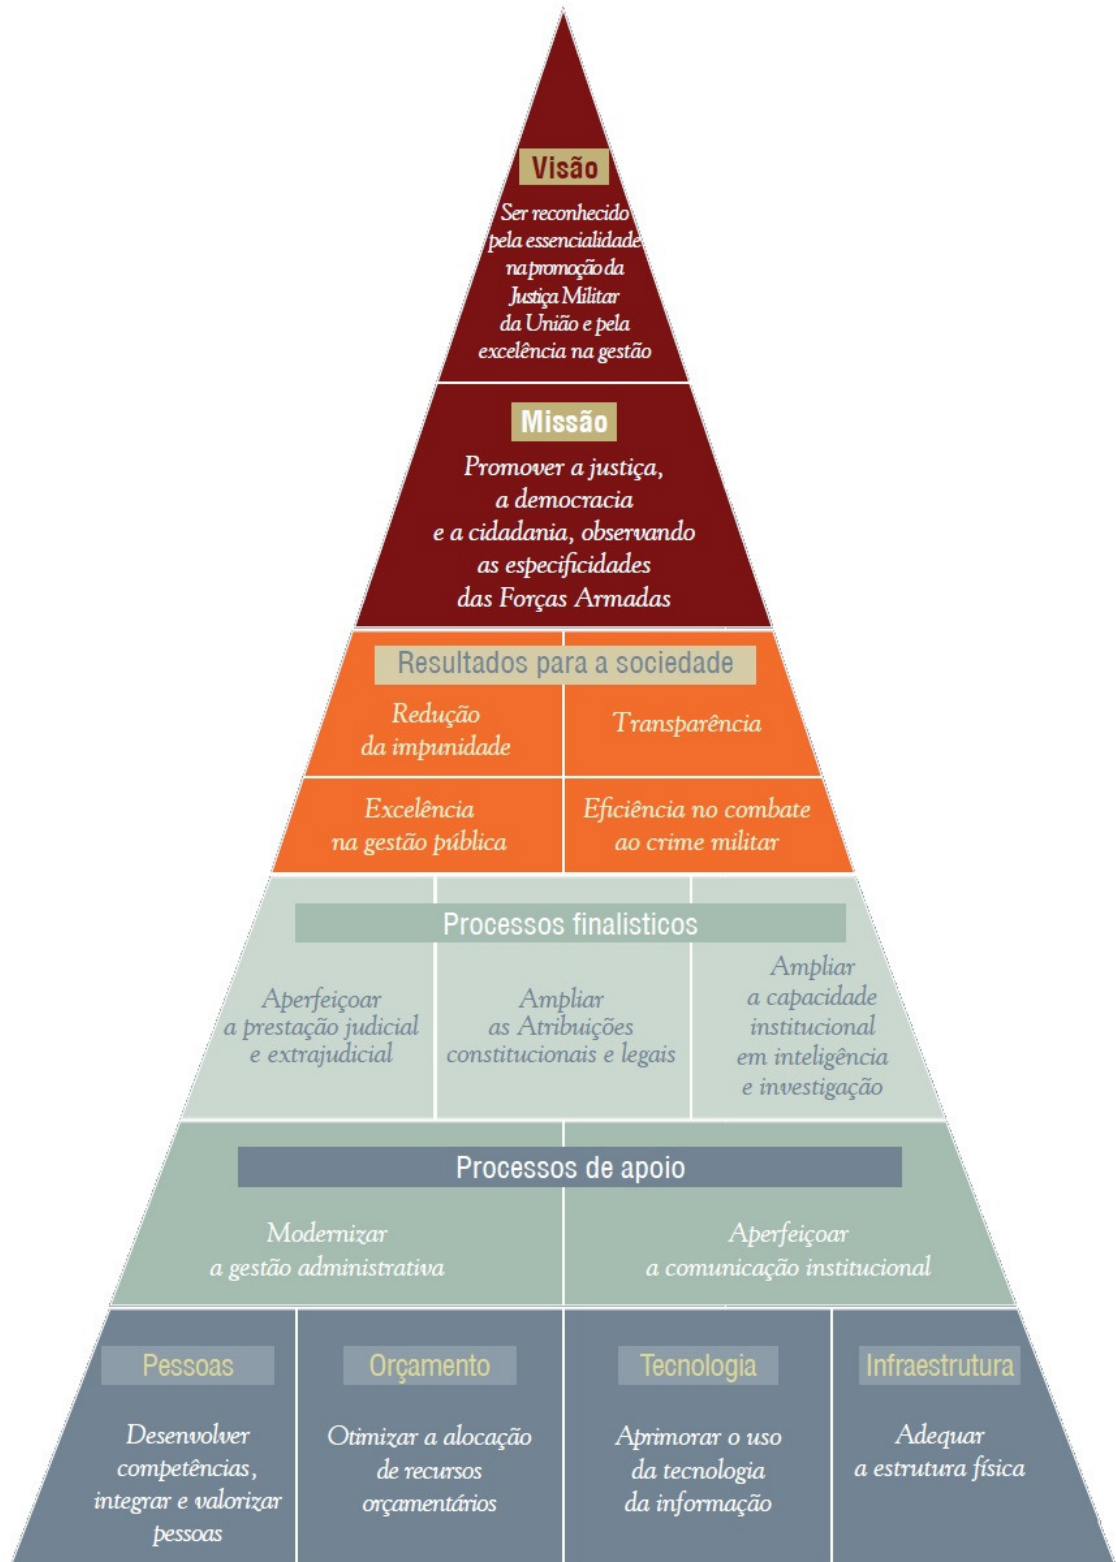 Visão
Ser reconhecido
pela essencialidade
na promoção da
Justiça Militar
da União e pela
excelência na gestão
Missão
Promover a justiça,
a democracia
e a cidadania, observando
as especificidades
das Forças Armadas
Resultados para a sociedade
Redução
da impunidade
Transparência
Excelência
na gestão pública
Eficiência no combate
ao crime militar
Processos finalisticos
Aperfeiçoar
a prestação judicial
e extrajudicial
Ampliar
as Atribuições
constitucionais e legais
Ampliar
a capacidade
institucional
em inteligência
e investigação
Processos de apoio
Modernizar
a gestão administrativa
Aperfeiçoar
a comunicação institucional
Pessoas
Desenvolver
competências,
integrar e valorizar
pessoas
Orçamento
Otimizar a alocação
de recursos
orçamentários
Tecnologia
Aprimorar o uso
da tecnologia
da informação
Infraestrutura
Adequar
a estrutura física